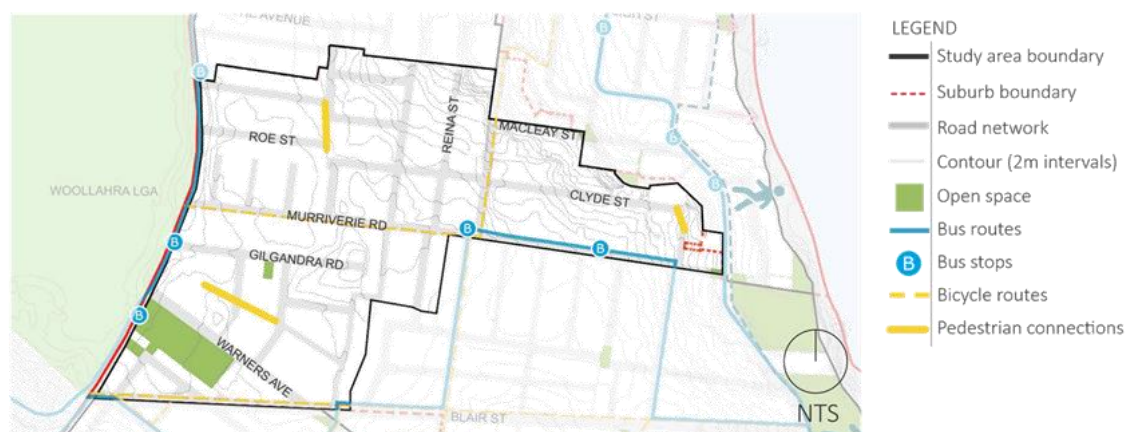 THE AVENUE
ROE ST
REINA ST
MACLEAY ST
CLYDE ST
WOOLLAHRA LGA
MURRIVERIE RD
GILGANDRA RD
WARNERS AVE
BLAIR ST
B
B
B
B
B
B
B
B
NTS
LEGEND
Study area boundary
Suburb boundary
Road network
Contour (2m intervals)
Open space
Bus routes
B Bus stops
Bicycle routes
Pedestrian connections